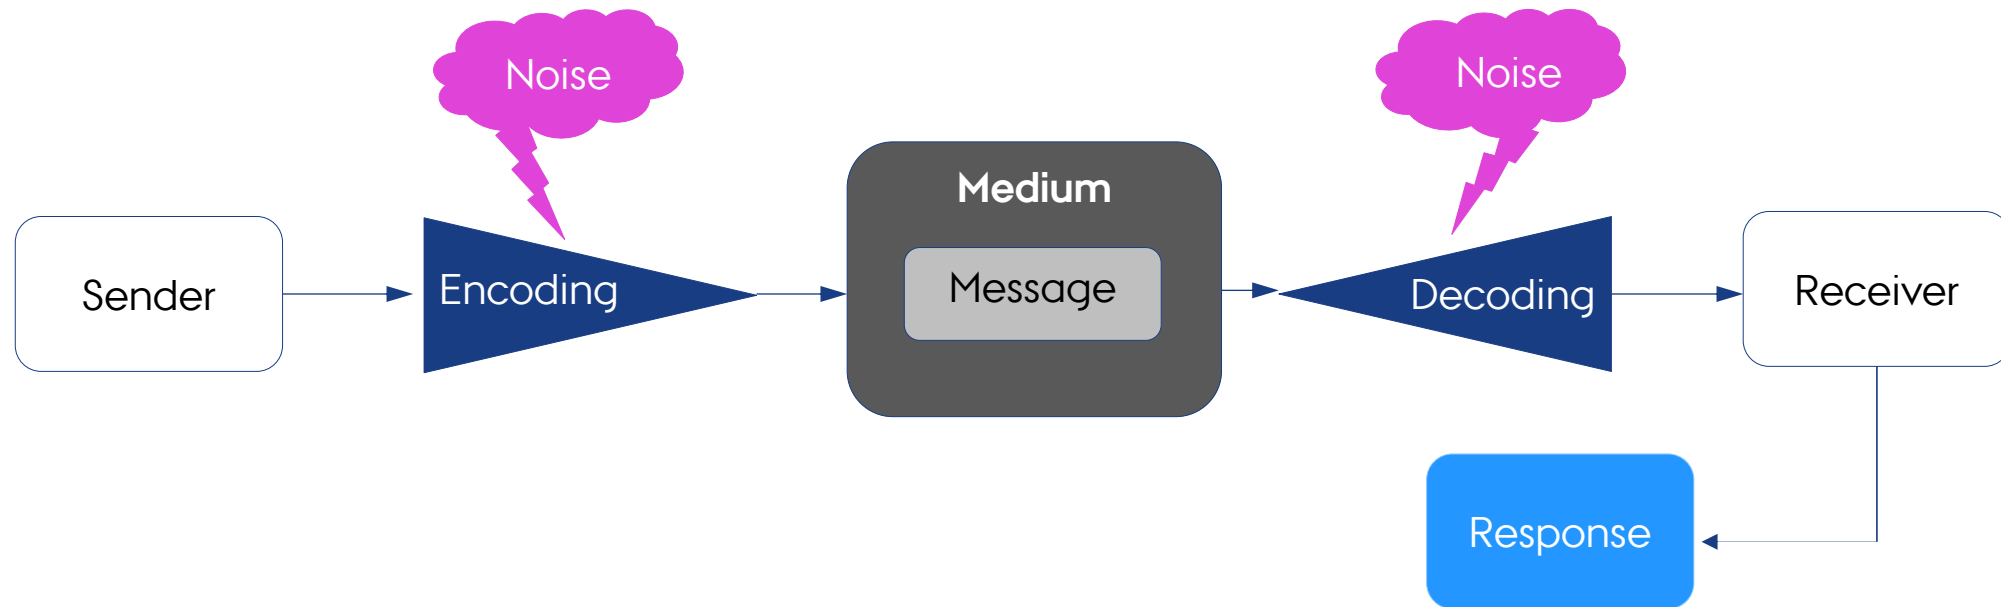 Noise
Noise
Medium
Sender
Encoding
Message
Decoding
Receiver
Response